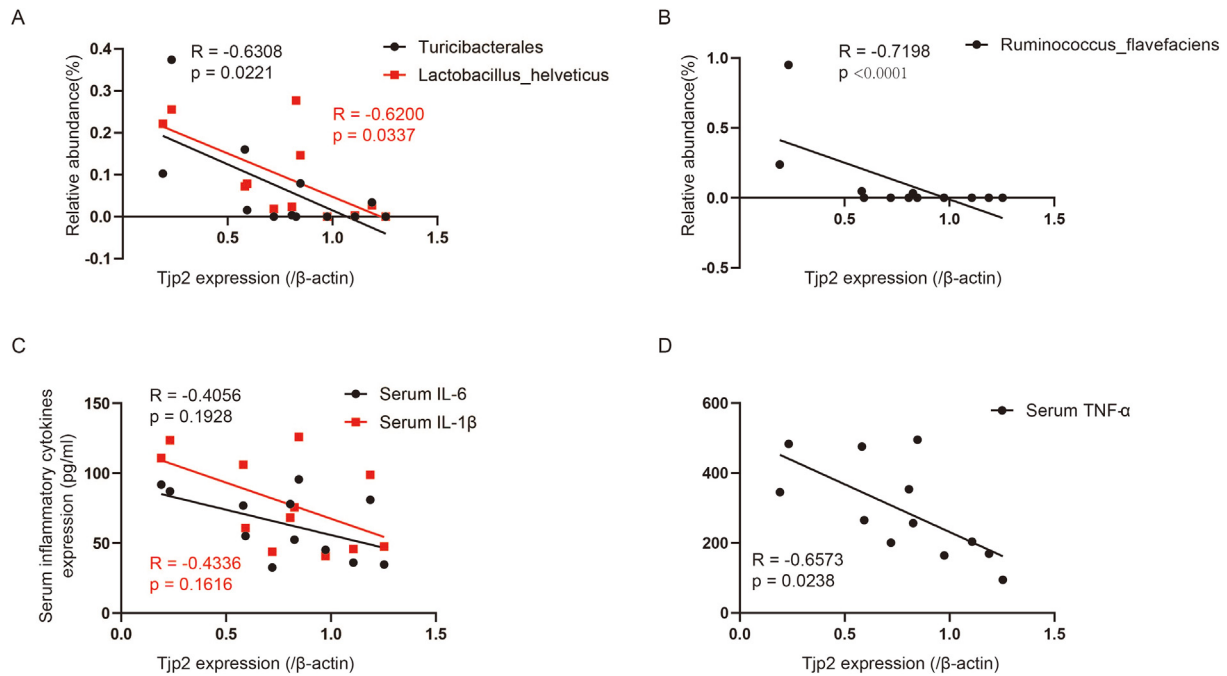 A
R = -0.6308
p = 0.0221
Turicibacterales
Lactobacillus_helveticus
R = -0.6200
p = 0.0337
Relative abundance(%)
0.4
0.3
0.2
0.1
0.0
-0.1
0.5
1.0
1.5
Tjp2 expression (/β-actin)
B
R = -0.7198
p <0.0001
Ruminococcus_flavefaciens
Relative abundance(%)
1.0
0.5
0.0
-0.5
0.5
1.0
1.5
Tjp2 expression (/β-actin)
C
R = -0.4056
p = 0.1928
Serum IL-6
Serum IL-1β
R = -0.4336
p = 0.1616
Serum inflammatory cytokines
expression (pg/ml)
150
100
50
0
0.0
0.5
1.0
1.5
Tjp2 expression (/β-actin)
D
Serum TNF-α
R = -0.6573
p = 0.0238
600
400
200
0
0.0
0.5
1.0
1.5
Tjp2 expression (/β-actin)